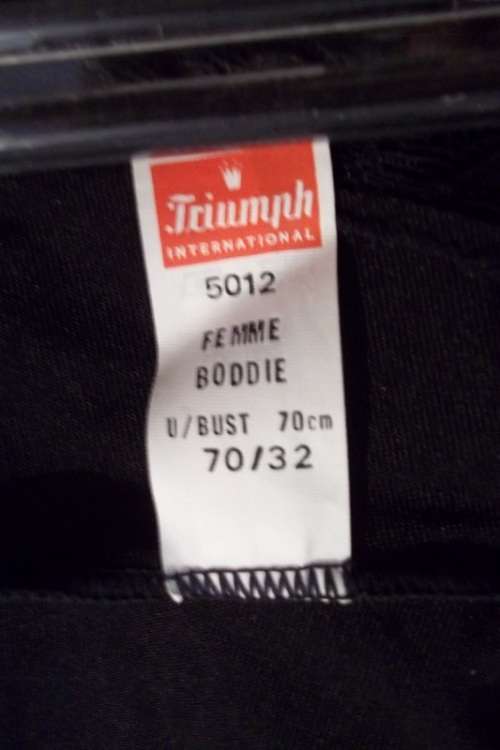 Triumph
INTERNATIONAL
5012
FEMME
BODDIE
U/BUST 70cm
70/32